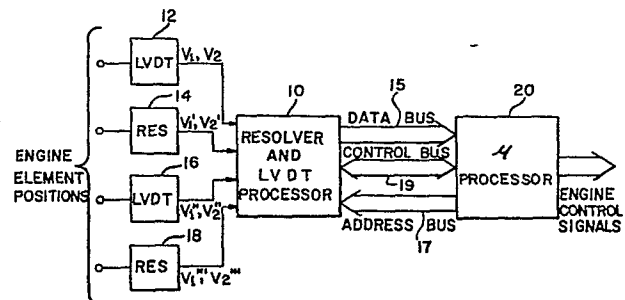 12
LVDT
V₁, V₂
14
RES
V₁', V₂'
ENGINE
ELEMENT
POSITIONS
16
LVDT
V₁", V₂"
18
RES
V₁"', V₂"'
10
RESOLVER
AND
LVDT
PROCESSOR
15
DATA BUS
CONTROL BUS
19
ADDRESS BUS
17
20
μ
PROCESSOR
ENGINE
CONTROL
SIGNALS